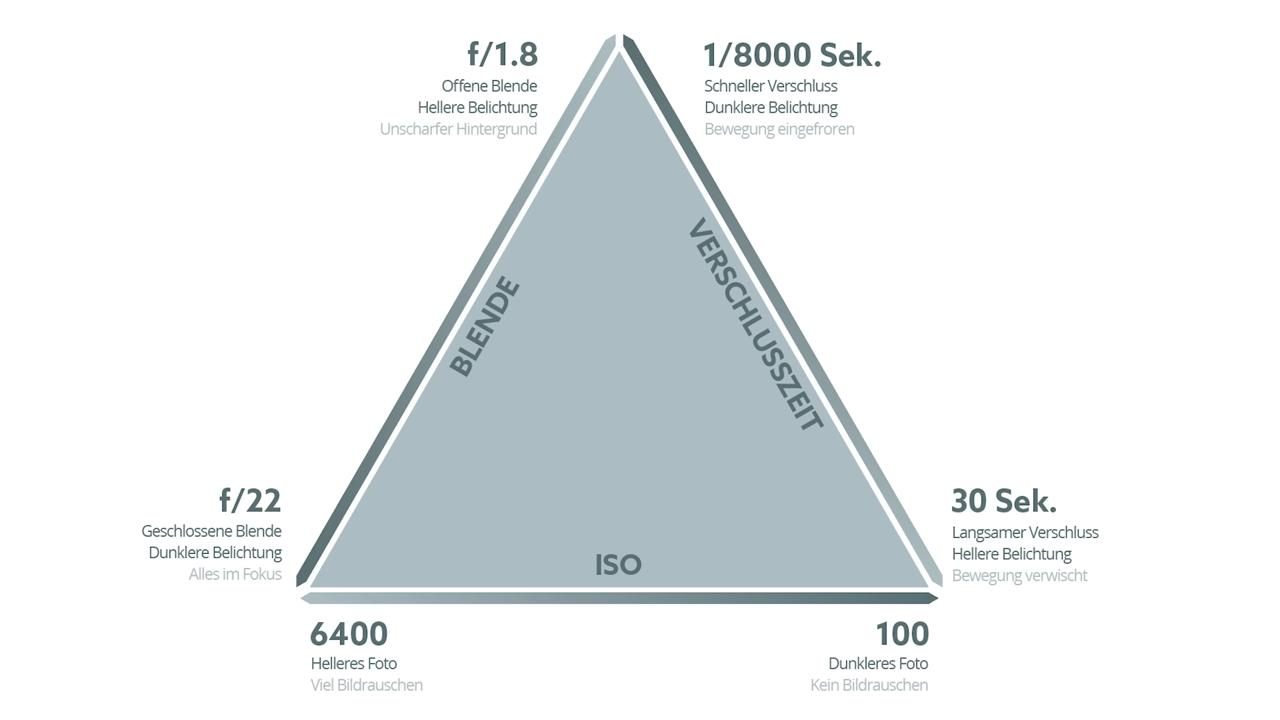 f/1.8
Offene Blende
Hellere Belichtung
Unscharfer Hintergrund
1/8000 Sek.
Schneller Verschluss
Dunklere Belichtung
Bewegung eingefroren
BLENDE
VERSCHLUSSZEIT
f/22
Geschlossene Blende
Dunklere Belichtung
Alles im Fokus
30 Sek.
Langsamer Verschluss
Hellere Belichtung
Bewegung verwischt
ISO
6400
Helleres Foto
Viel Bildrauschen
100
Dunkleres Foto
Kein Bildrauschen